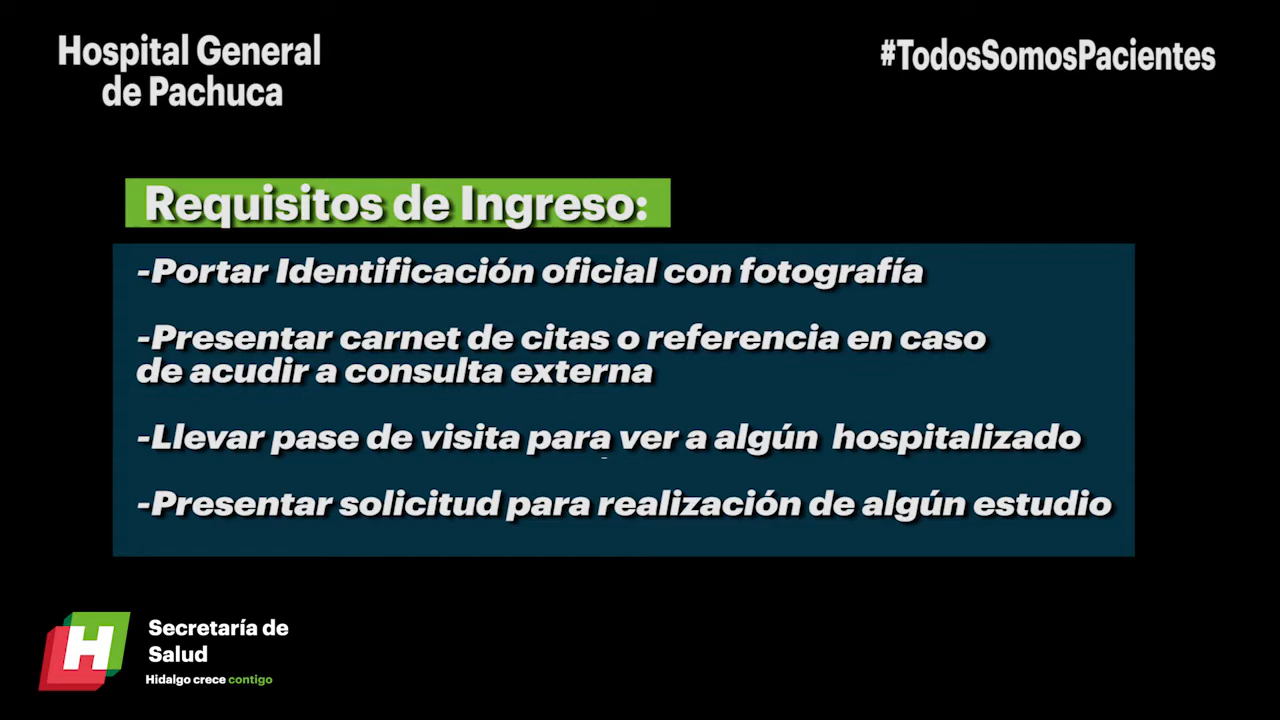 Hospital General
de Pachuca
#TodosSomosPacientes
Requisitos de Ingreso:
-Portar Identificación oficial con fotografía
-Presentar carnet de citas o referencia en caso
de acudir a consulta externa
-Llevar pase de visita para ver a algún hospitalizado
-Presentar solicitud para realización de algún estudio
H
Secretaría de
Salud
Hidalgo crece contigo